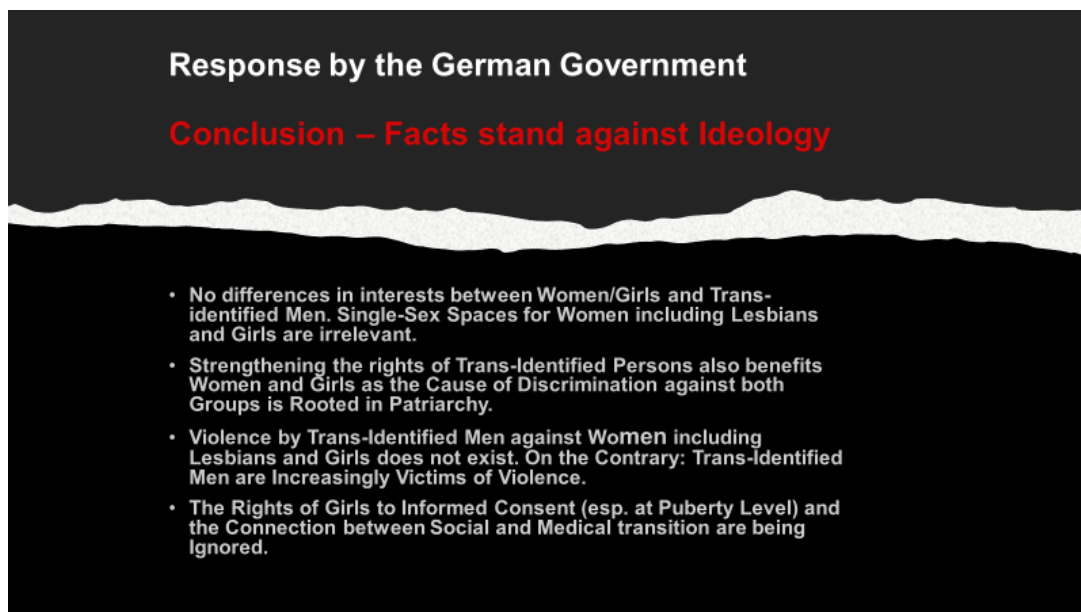 Response by the German Government
Conclusion – Facts stand against Ideology
• No differences in interests between Women/Girls and Trans-
identified Men. Single-Sex Spaces for Women including Lesbians
and Girls are irrelevant.
• Strengthening the rights of Trans-Identified Persons also benefits
Women and Girls as the Cause of Discrimination against both
Groups is Rooted in Patriarchy.
• Violence by Trans-Identified Men against Women including
Lesbians and Girls does not exist. On the Contrary: Trans-Identified
Men are Increasingly Victims of Violence.
• The Rights of Girls to Informed Consent (esp. at Puberty Level) and
the Connection between Social and Medical transition are being
Ignored.